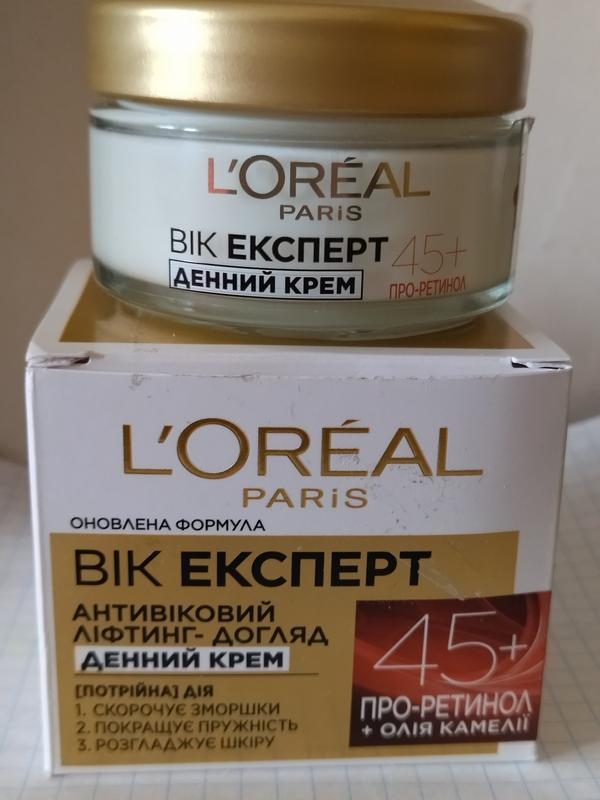 L'ORÉAL
PARiS
ВІК ЕКСПЕРТ
ДЕННИЙ КРЕМ
45+
ПРО-РЕТИНОЛ
L'ORÉAL
PARiS
ОНОВЛЕНА ФОРМУЛА
ВІК ЕКСПЕРТ
АНТИВІКОВИЙ
ЛІФТИНГ- ДОГЛЯД
ДЕННИЙ КРЕМ
[ПОТРІЙНА] ДІЯ
1. СКОРОЧУЄ ЗМОРШКИ
2. ПОКРАЩУЄ ПРУЖНІСТЬ
3. РОЗГЛАДЖУЄ ШКІРУ
45+
ПРО-РЕТИНОЛ
+ ОЛІЯ КАМЕЛІЇ